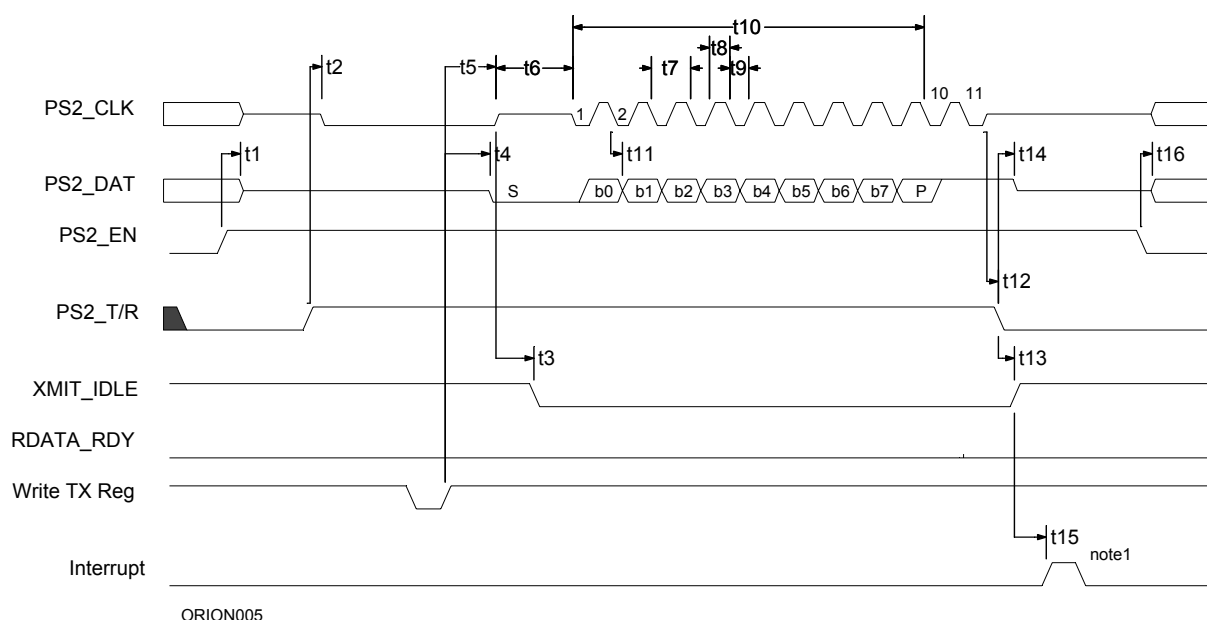 t10
t8
t2 t5 t6 t7 t9
PS2_CLK 1 2 10 11
t1 t4 t11 t14 t16
PS2_DAT S b0 b1 b2 b3 b4 b5 b6 b7 P
PS2_EN
t12
PS2_T/R
t3 t13
XMIT_IDLE
RDATA_RDY
Write TX Reg
t15
Interrupt note1
ORION005